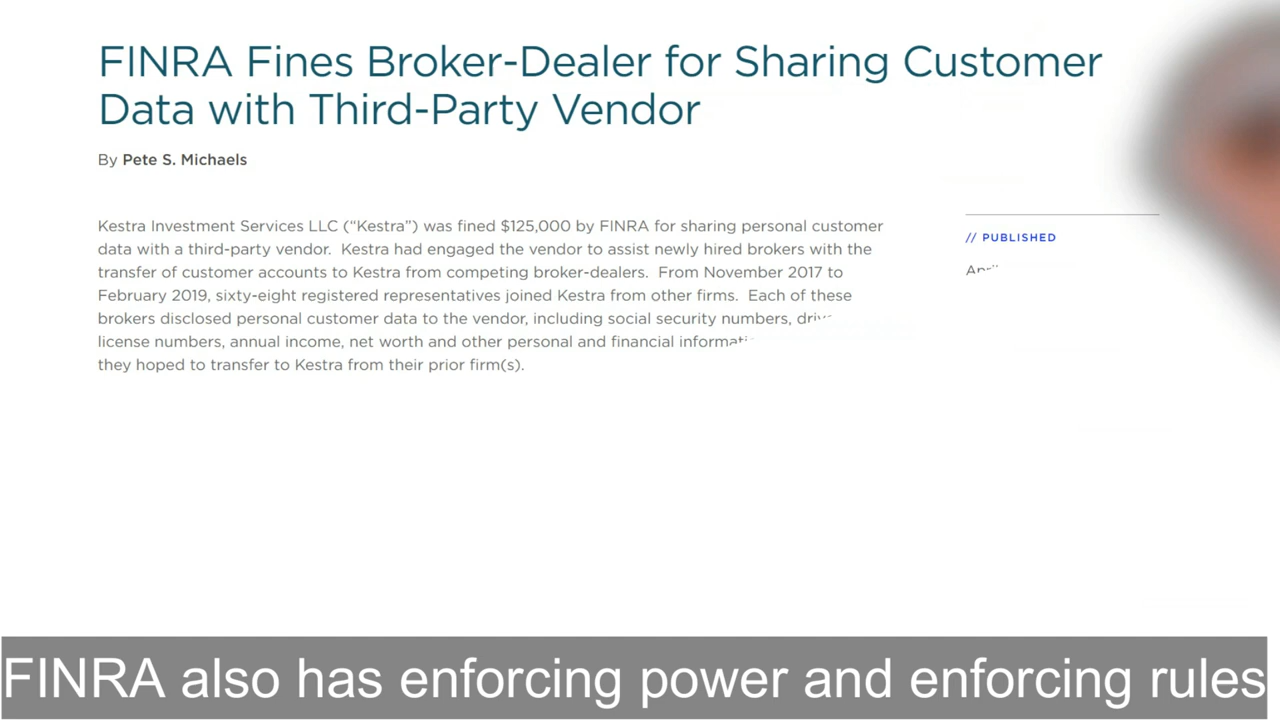 FINRA Fines Broker-Dealer for Sharing Customer
Data with Third-Party Vendor
By Pete S. Michaels
Kestra Investment Services LLC (“Kestra”) was fined $125,000 by FINRA for sharing personal customer
data with a third-party vendor.  Kestra had engaged the vendor to assist newly hired brokers with the
transfer of customer accounts to Kestra from competing broker-dealers.  From November 2017 to
February 2019, sixty-eight registered representatives joined Kestra from other firms.  Each of these
brokers disclosed personal customer data to the vendor, including social security numbers,
license numbers, annual income, net worth and other personal and financial
they hoped to transfer to Kestra from their prior firm(s).
// PUBLISHED
FINRA also has enforcing power and enforcing rules